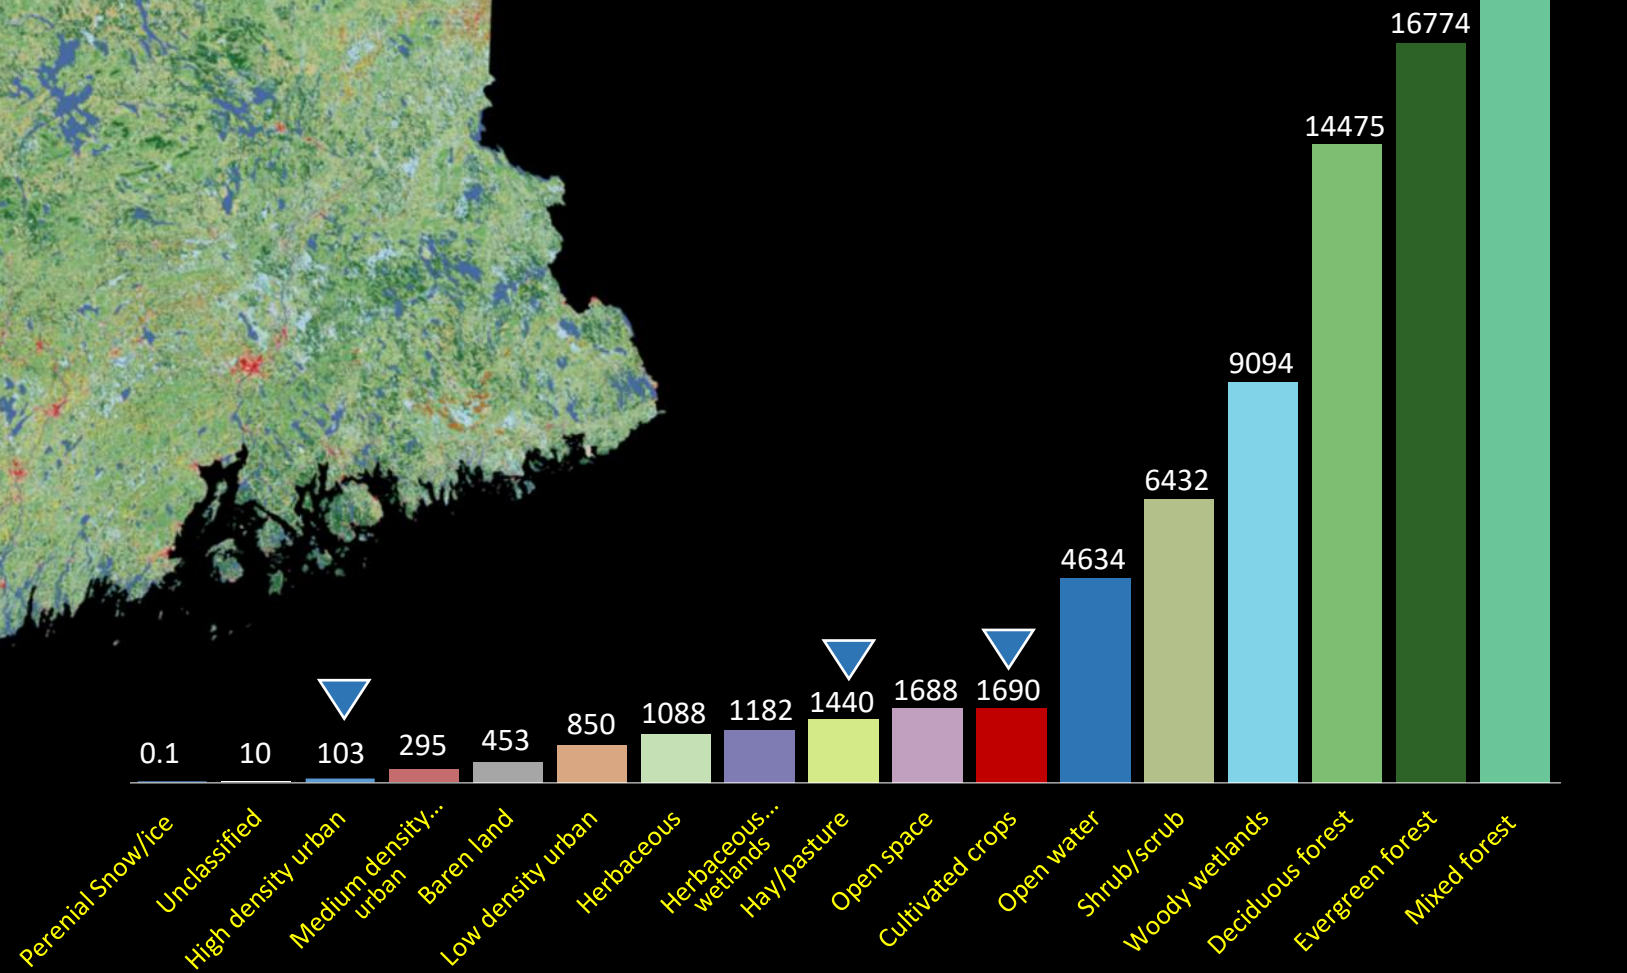 16774
14475
9094
6432
4634
1690
1688
1440
1182
1088
850
453
295
103
10
0.1
Perenial Snow/ice
Unclassified
High density urban
Medium density...
urban
Baren land
Low density urban
Herbaceous
Herbaceous...
wetlands
Hay/pasture
Open space
Cultivated crops
Open water
Shrub/scrub
Woody wetlands
Deciduous forest
Evergreen forest
Mixed forest